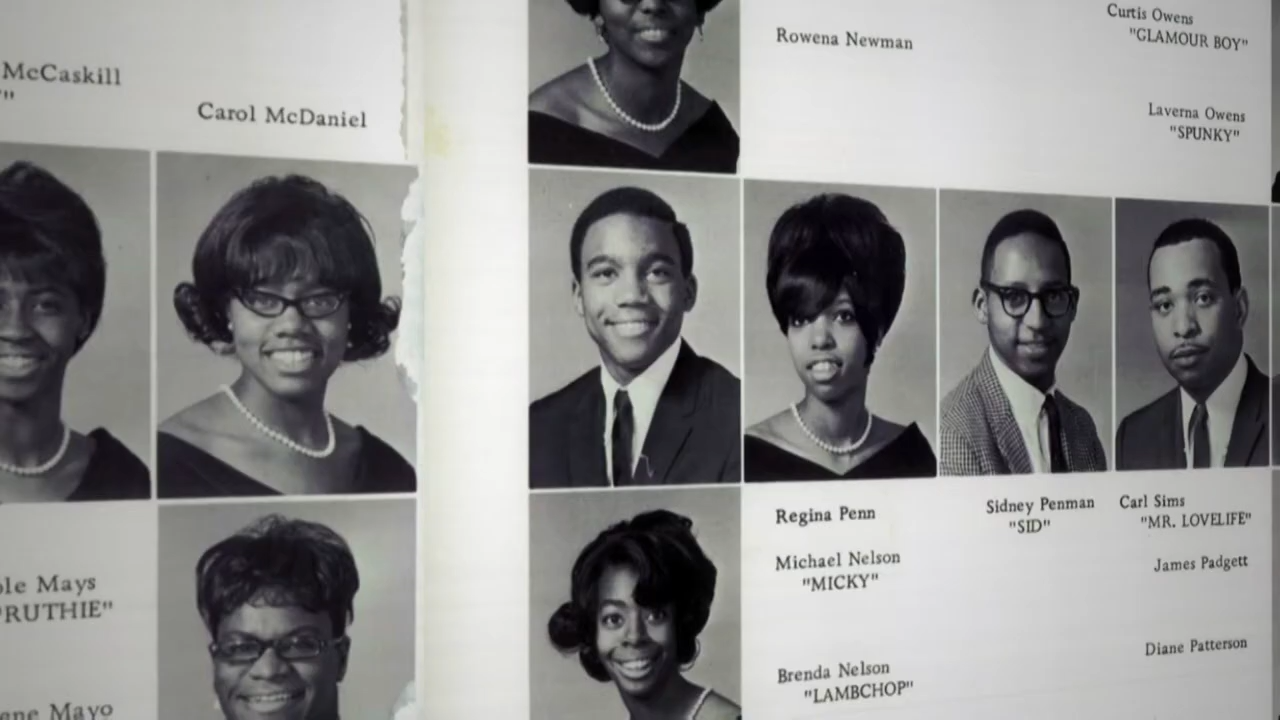 McCaskill
"
Carol McDaniel
Mays
RUTHIE"
Mayo
Rowena Newman
Curtis Owens
"GLAMOUR BOY"
Laverna Owens
"SPUNKY"
Regina Penn
Sidney Penman
"SID"
Carl Sims
"MR. LOVELIFE"
Michael Nelson
"MICKY"
James Padgett
Diane Patterson
Brenda Nelson
"LAMBCHOP"